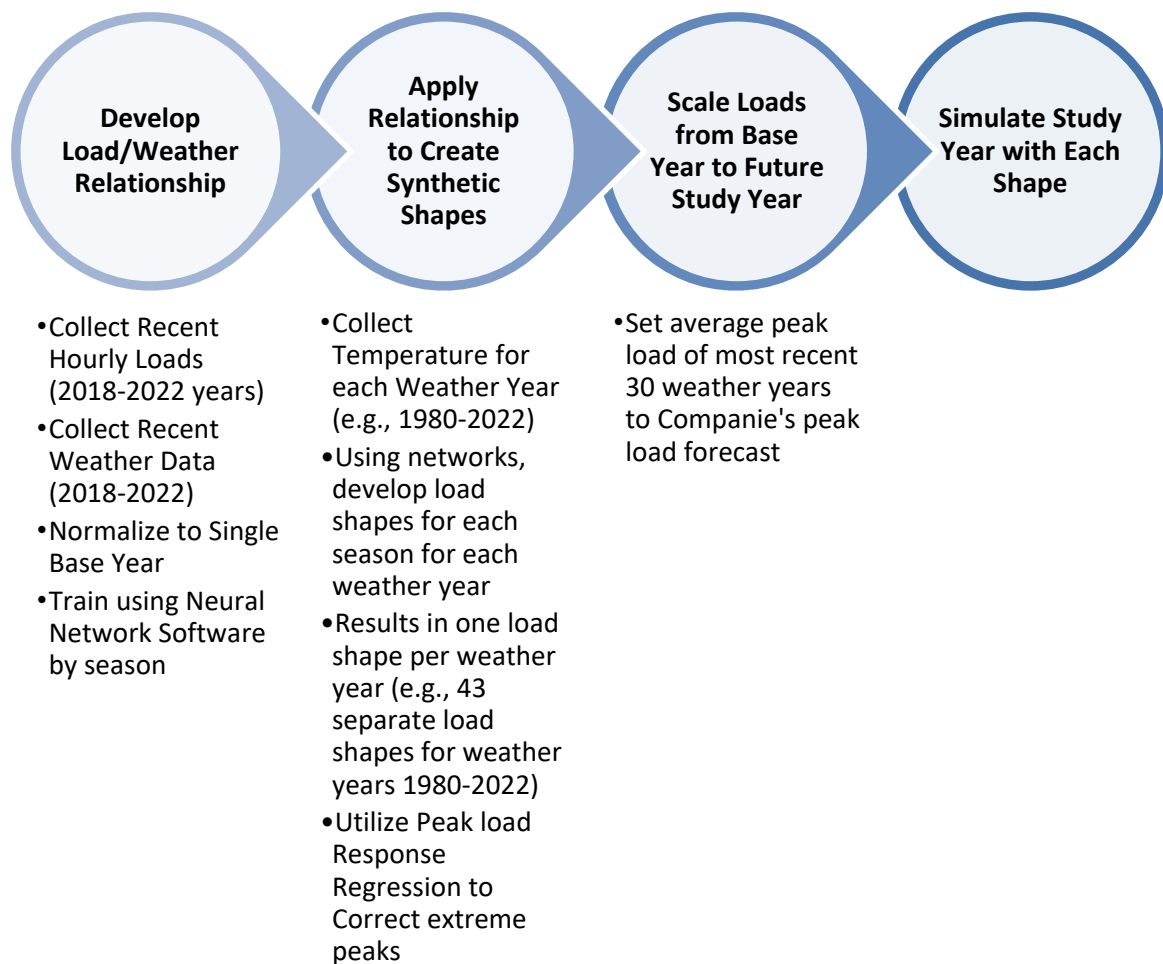 Develop
Load/Weather
Relationship
Apply
Relationship
to Create
Synthetic
Shapes
Scale Loads
from Base
Year to Future
Study Year
Simulate Study
Year with Each
Shape
•Collect Recent
Hourly Loads
(2018-2022 years)
•Collect Recent
Weather Data
(2018-2022)
•Normalize to Single
Base Year
•Train using Neural
Network Software
by season
•Collect
Temperature for
each Weather Year
(e.g., 1980-2022)
•Using networks,
develop load
shapes for each
season for each
weather year
•Results in one load
shape per weather
year (e.g., 43
separate load
shapes for weather
years 1980-2022)
•Utilize Peak load
Response
Regression to
Correct extreme
peaks
•Set average peak
load of most recent
30 weather years
to Companie's peak
load forecast